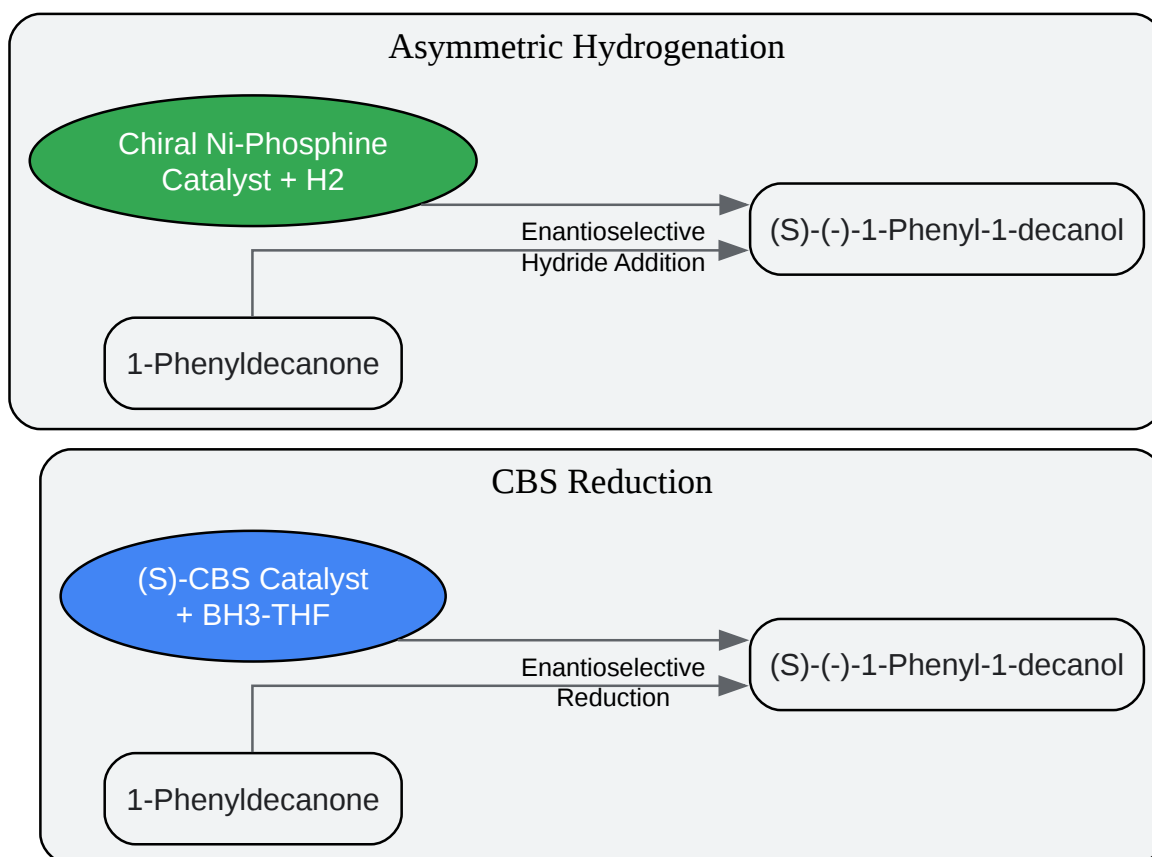 Asymmetric Hydrogenation
Chiral Ni-Phosphine
Catalyst + H2
(S)-(-)-1-Phenyl-1-decanol
Enantioselective
Hydride Addition
1-Phenyldecanone
CBS Reduction
(S)-CBS Catalyst
+ BH3-THF
(S)-(-)-1-Phenyl-1-decanol
Enantioselective
Reduction
1-Phenyldecanone